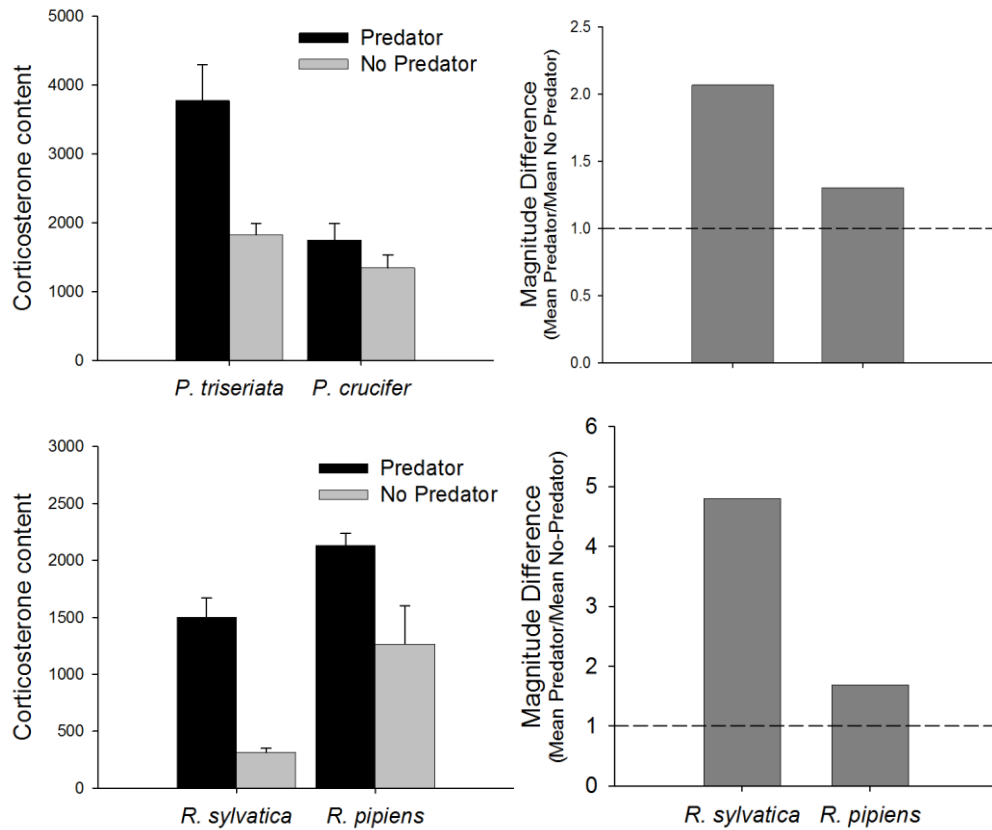 Corticosterone content
5000
4000
3000
2000
1000
0
Predator
No Predator
P. triseriata P. crucifer
Magnitude Difference
(Mean Predator/Mean No Predator)
2.5
2.0
1.5
1.0
0.5
0.0
Corticosterone content
3000
2500
2000
1500
1000
500
0
Predator
No Predator
R. sylvatica R. pipiens
Magnitude Difference
(Mean Predator/Mean No-Predator)
6
5
4
3
2
1
0
R. sylvatica R. pipiens